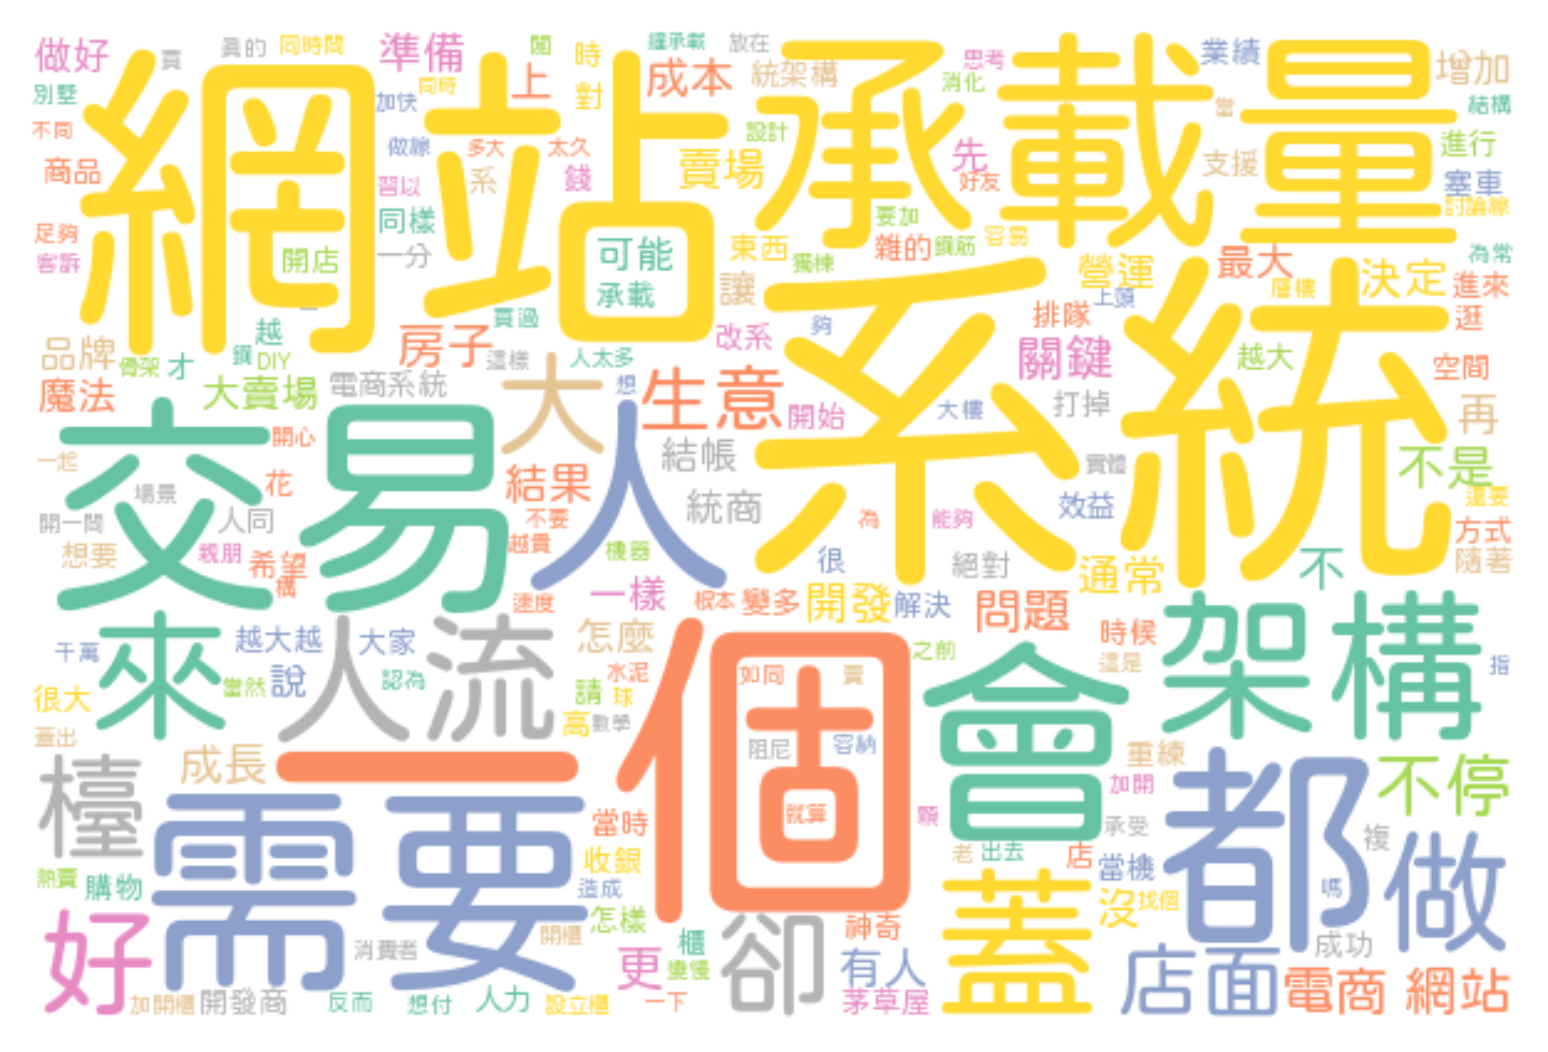 做好 買 真的 同時間 準備 關 時 上 成本 擢承載 放在 統架構 思考 消化 業績 增加
別墅 加快 同時 對 設計 當 結構
網站 承載量
不同 做線 多大 太久 賣場 先 支援 進行
商品 習以 系 錢 好友 塞車
同樣 要加 討論線
足夠 一分 可能 東西 雜的 鋼筋 容易 為常
客訴 開店 承載 讓 獨棟 營運 最大 決定 進來
系統
越 買過 上頭 層樓 逛
品牌 骨架 才 鋼 DIY 房子 這樣 人太多 改系 夠 排隊 關鍵 越大 空間
魔法 大賣場 電商系統 大 想 生意 開始 大樓 打掉 再
交易 人
開心 結帳 實體 不是
一起 場景 花 結果 統商 效益 還要
開一間 人同 不要 為 能夠 方式
想要 親朋 希望 越貴 機器 很 絕對 通常 不 隨著
構 速度 一樣 根本 變多 開發 解決 問題 時候
來 人流 個 會 架構
千萬 越大越 大家 怎麼 之前 這是 指
很大 當然 說 認為 水泥 請 球 如同 賣
蓋出 高 數學 阻尼 容納
檯 成長 一 重練 不停
需要 都 做
當時 就算 顆 加開 承受 複
熱賣 購物 收銀 老 出去 店 當機 嗎
造成 蓋 沒 找個
好 消費者 開櫃 怎樣 櫃 卻 神奇 成功
更 變慢 有人 店面 電商 網站
加開櫃 開發商 反而 想付 人力 設立櫃 一下 茅草屋